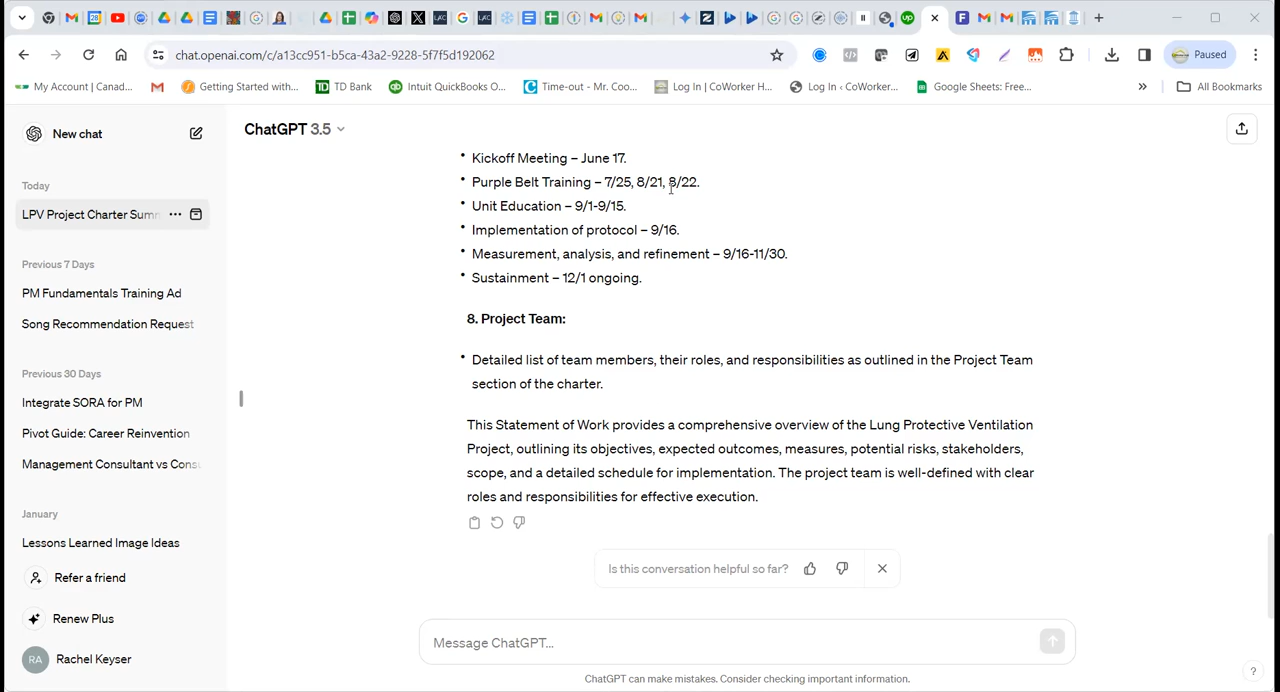 chat.openai.com/c/a13cc951-b5ca-43a2-9228-5f7f5d192062
Paused
My Account | Canad...
Getting Started with...
TD Bank
Intuit QuickBooks O...
Time-out - Mr. Coo...
Log In | CoWorker H...
Log In ‹ CoWorker...
Google Sheets: Free...
»
All Bookmarks
New chat
ChatGPT 3.5
Today
LPV Project Charter Summ
Previous 7 Days
PM Fundamentals Training Ad
Song Recommendation Request
Previous 30 Days
Integrate SORA for PM
Pivot Guide: Career Reinvention
Management Consultant vs Cons
January
Lessons Learned Image Ideas
Refer a friend
Renew Plus
RA
Rachel Keyser
• Kickoff Meeting – June 17.
• Purple Belt Training – 7/25, 8/21, 8/22.
• Unit Education – 9/1-9/15.
• Implementation of protocol – 9/16.
• Measurement, analysis, and refinement – 9/16-11/30.
• Sustainment – 12/1 ongoing.
8. Project Team:
• Detailed list of team members, their roles, and responsibilities as outlined in the Project Team
section of the charter.
This Statement of Work provides a comprehensive overview of the Lung Protective Ventilation
Project, outlining its objectives, expected outcomes, measures, potential risks, stakeholders,
scope, and a detailed schedule for implementation. The project team is well-defined with clear
roles and responsibilities for effective execution.
Is this conversation helpful so far?
Message ChatGPT...
ChatGPT can make mistakes. Consider checking important information.
?